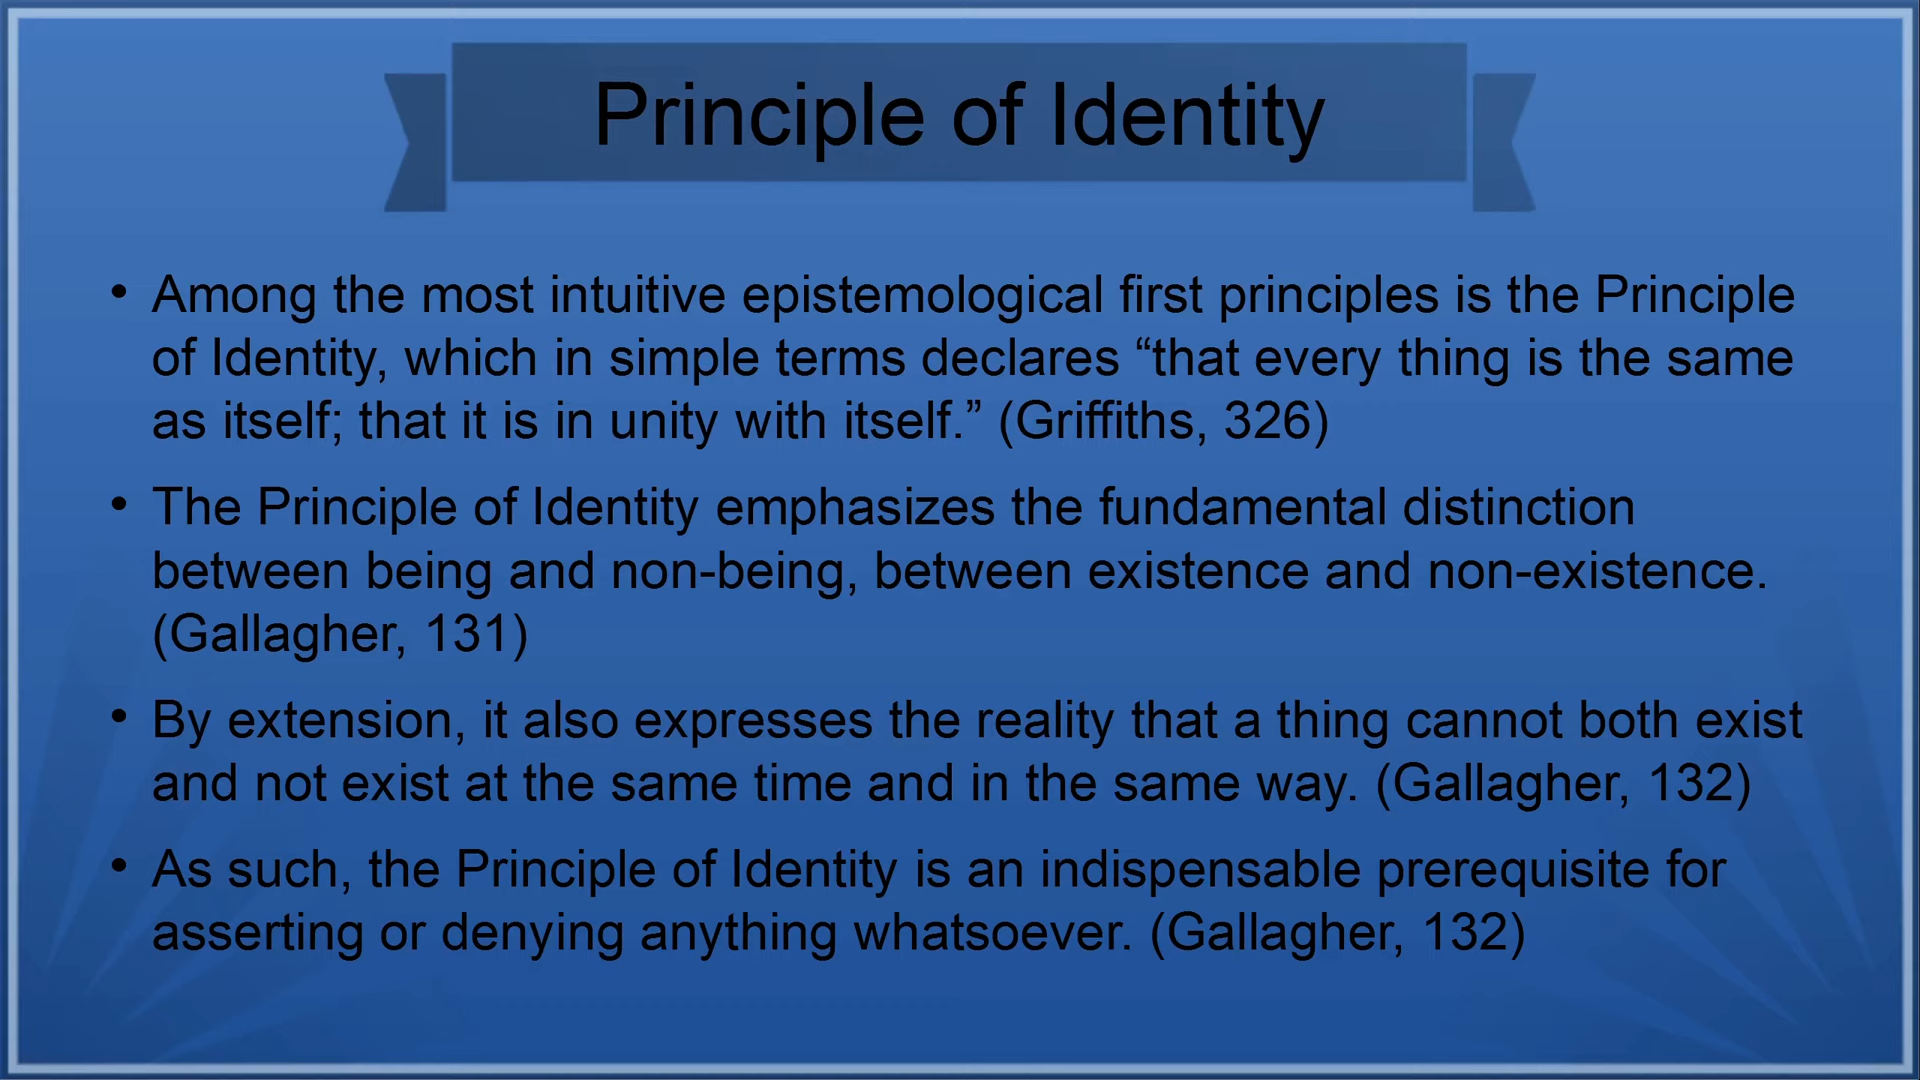 Principle of Identity
• Among the most intuitive epistemological first principles is the Principle
of Identity, which in simple terms declares “that every thing is the same
as itself; that it is in unity with itself.” (Griffiths, 326)
• The Principle of Identity emphasizes the fundamental distinction
between being and non-being, between existence and non-existence.
(Gallagher, 131)
• By extension, it also expresses the reality that a thing cannot both exist
and not exist at the same time and in the same way. (Gallagher, 132)
• As such, the Principle of Identity is an indispensable prerequisite for
asserting or denying anything whatsoever. (Gallagher, 132)